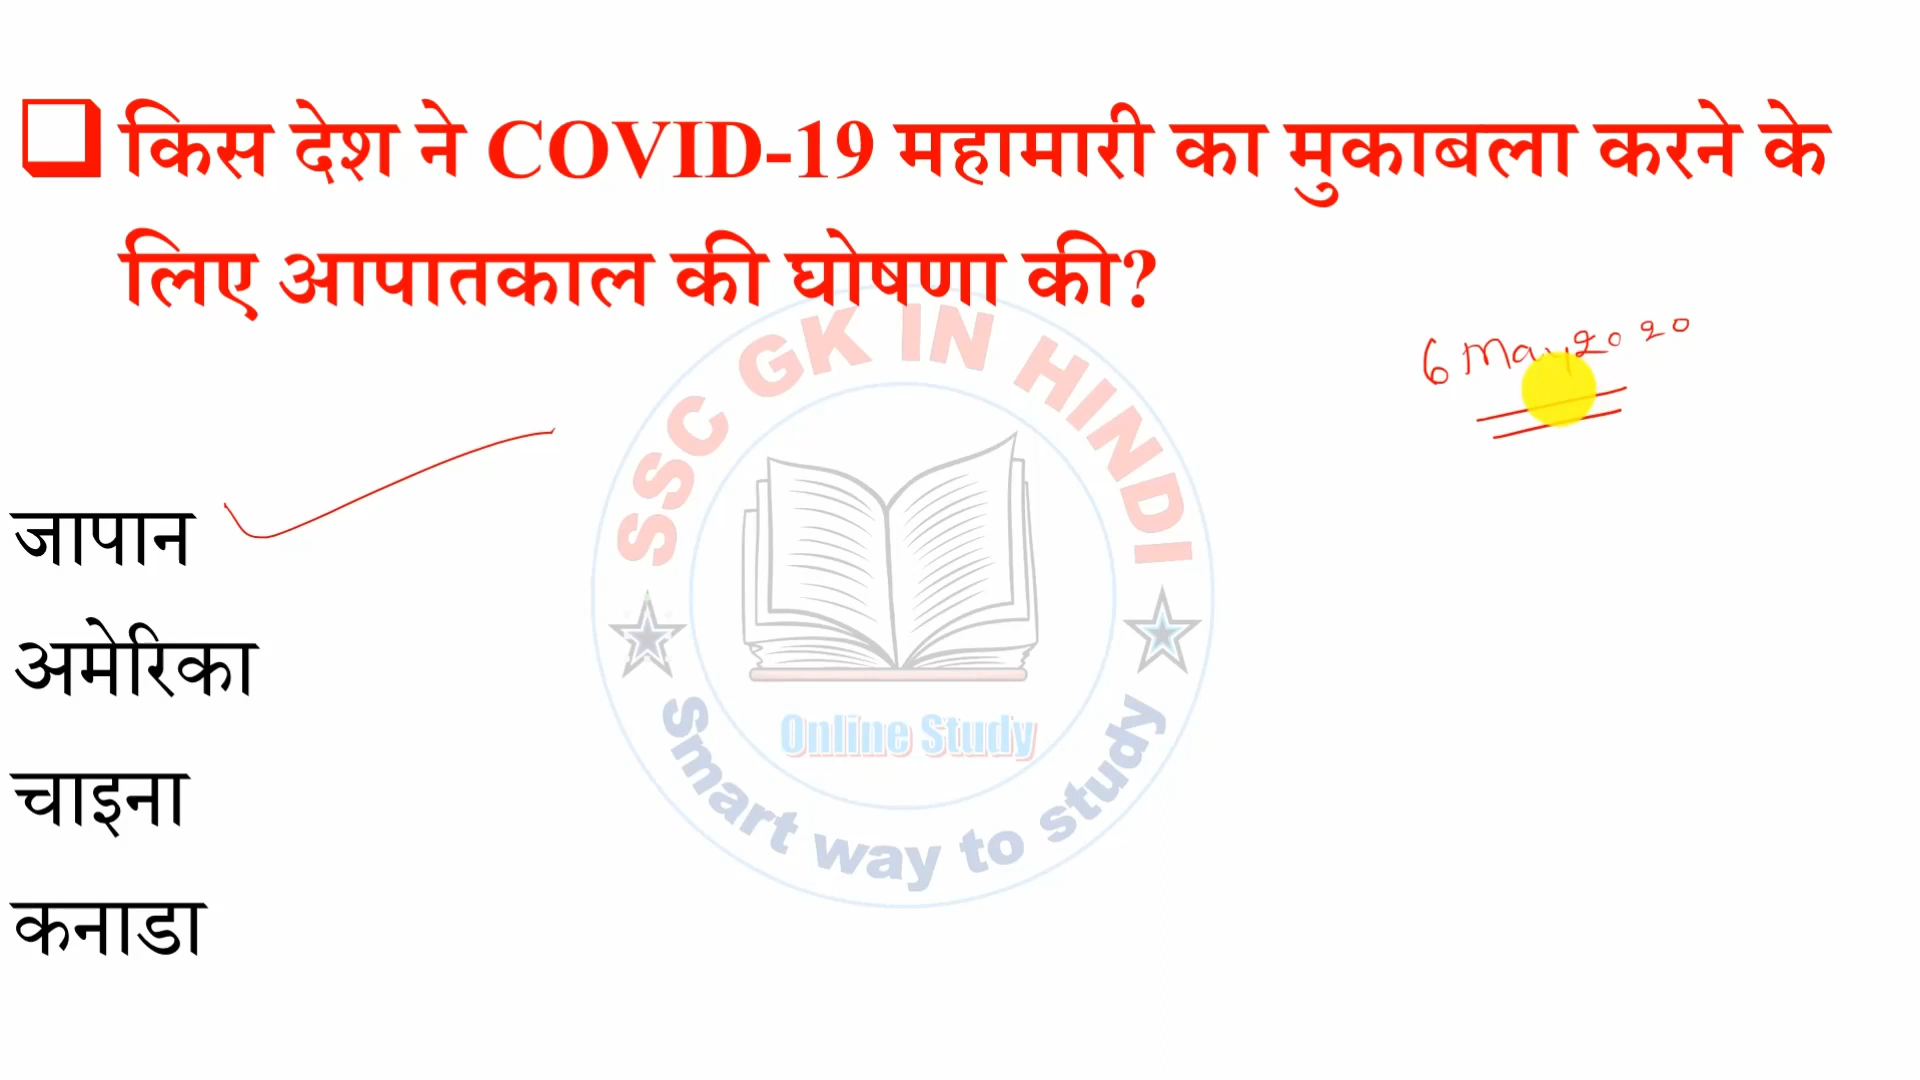 किस देश ने COVID-19 महामारी का मुकाबला करने के
लिए आपातकाल की घोषणा की?
6 May 2020
जापान
अमेरिका
चाइना
कनाडा
SSC GK IN HINDI
Online Study
Smart way to study